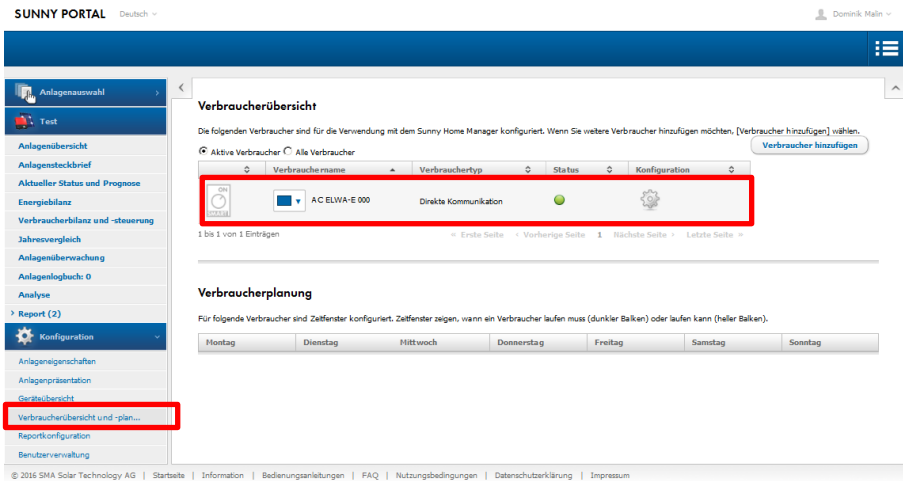 SUNNY PORTAL Deutsch
Dominik Malin
Anlagenauswahl
Test
Anlagenübersicht
Anlagensteckbrief
Aktueller Status und Prognose
Energiebilanz
Verbraucherbilanz und -steuerung
Jahresvergleich
Anlagenüberwachung
Anlagenlogbuch: 0
Analyse
Report (2)
Konfiguration
Anlageneigenschaften
Anlagenpräsentation
Geräteübersicht
Verbraucherübersicht und -plan...
Reportkonfiguration
Benutzerverwaltung
Verbraucherübersicht
Die folgenden Verbraucher sind für die Verwendung mit dem Sunny Home Manager konfiguriert. Wenn Sie weitere Verbraucher hinzufügen möchten, [Verbraucher hinzufügen] wählen.
Verbraucher hinzufügen
Aktive Verbraucher Alle Verbraucher
Verbrauchername Verbrauchertyp Status Konfiguration
ON
SMART
AC ELWA-E 000 Direkte Kommunikation
1 bis 1 von 1 Einträgen « Erste Seite ‹ Vorherige Seite 1 Nächste Seite › Letzte Seite »
Verbraucherplanung
Für folgende Verbraucher sind Zeitfenster konfiguriert. Zeitfenster zeigen, wann ein Verbraucher laufen muss (dunkler Balken) oder laufen kann (heller Balken).
Montag Dienstag Mittwoch Donnerstag Freitag Samstag Sonntag
© 2016 SMA Solar Technology AG | Startseite | Information | Bedienungsanleitungen | FAQ | Nutzungsbedingungen | Datenschutzerklärung | Impressum